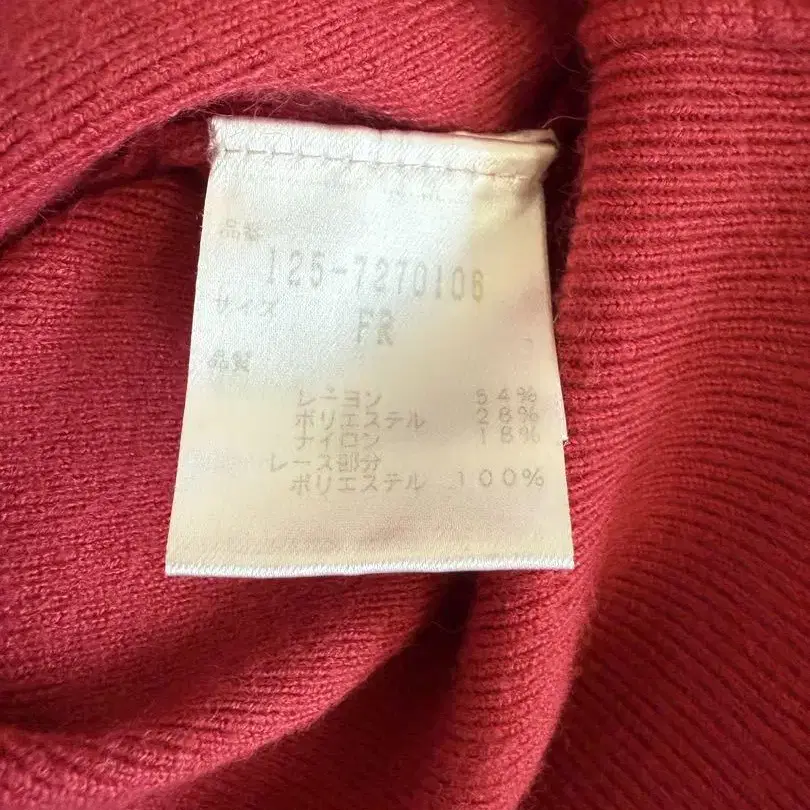 品番
125-7270106
サイズ
FR
品質
レーヨン 54%
ポリエステル 28%
ナイロン 18%
レース部分
ポリエステル 100%